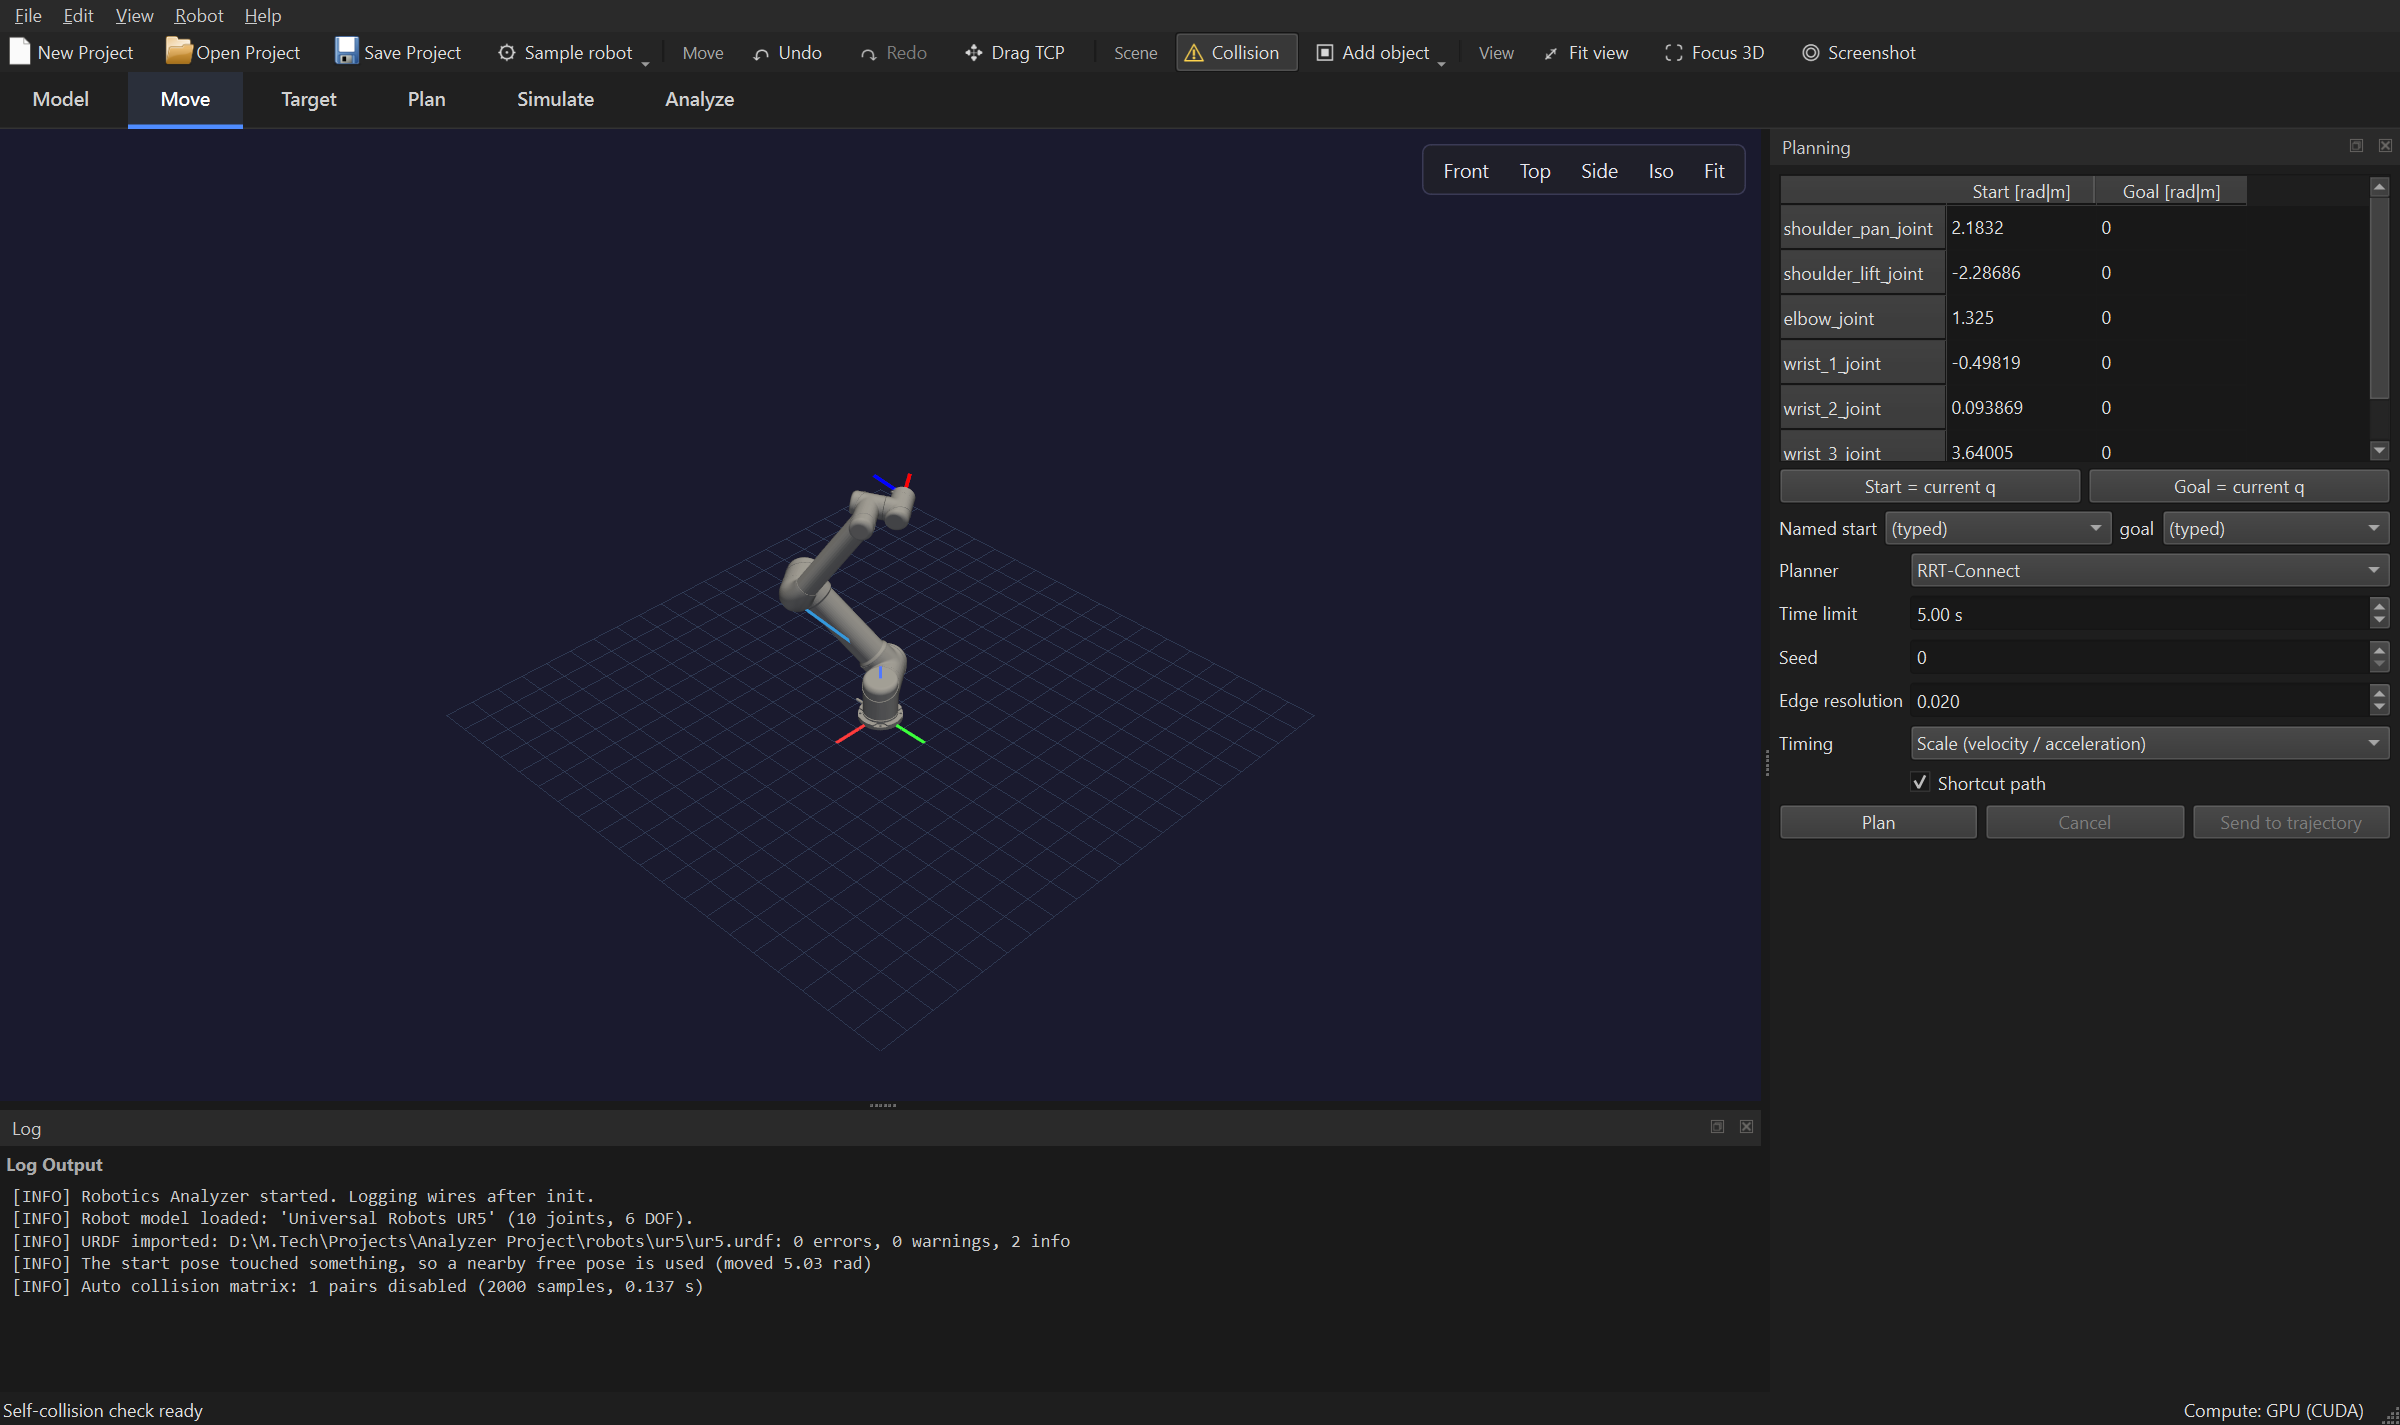 File Edit View Robot Help
New Project Open Project Save Project Sample robot Move Undo Redo Drag TCP Scene Collision Add object View Fit view Focus 3D Screenshot
Model Move Target Plan Simulate Analyze
Front Top Side Iso Fit
Planning
Start [rad|m] Goal [rad|m]
shoulder_pan_joint 2.1832 0
shoulder_lift_joint -2.28686 0
elbow_joint 1.325 0
wrist_1_joint -0.49819 0
wrist_2_joint 0.093869 0
wrist_3_joint 3.64005 0
Start = current q Goal = current q
Named start (typed) goal (typed)
Planner RRT-Connect
Time limit 5.00 s
Seed 0
Edge resolution 0.020
Timing Scale (velocity / acceleration)
Shortcut path
Plan Cancel Send to trajectory
Log
Log Output
[INFO] Robotics Analyzer started. Logging wires after init.
[INFO] Robot model loaded: 'Universal Robots UR5' (10 joints, 6 DOF).
[INFO] URDF imported: D:\M.Tech\Projects\Analyzer Project\robots\ur5\ur5.urdf: 0 errors, 0 warnings, 2 info
[INFO] The start pose touched something, so a nearby free pose is used (moved 5.03 rad)
[INFO] Auto collision matrix: 1 pairs disabled (2000 samples, 0.137 s)
Self-collision check ready
Compute: GPU (CUDA)